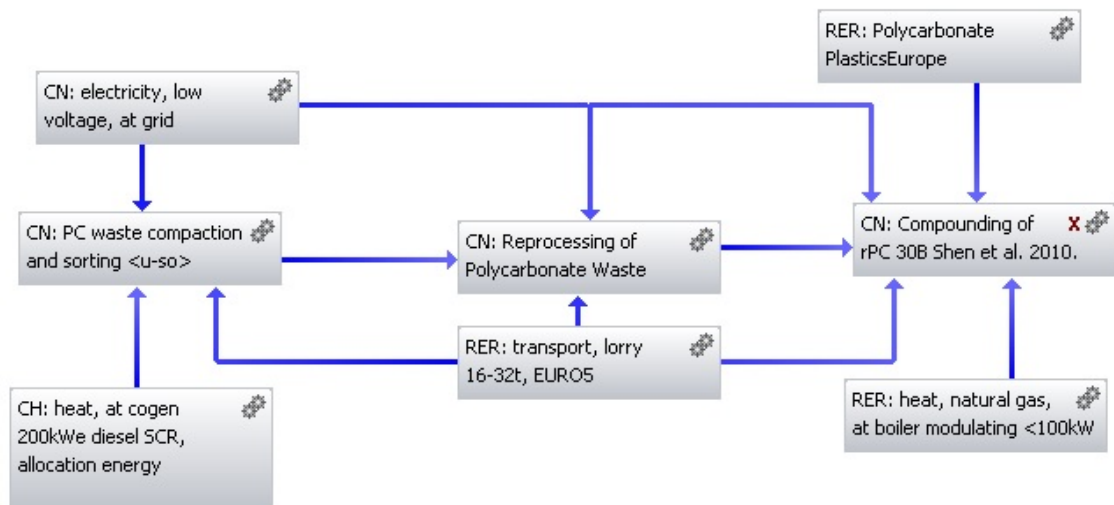 RER: Polycarbonate
PlasticsEurope
CN: electricity, low
voltage, at grid
CN: PC waste compaction
and sorting <u-so>
CN: Reprocessing of
Polycarbonate Waste
CN: Compounding of X
rPC 30B Shen et al. 2010.
RER: transport, lorry
16-32t, EURO5
CH: heat, at cogen
200kWe diesel SCR,
allocation energy
RER: heat, natural gas,
at boiler modulating <100kW